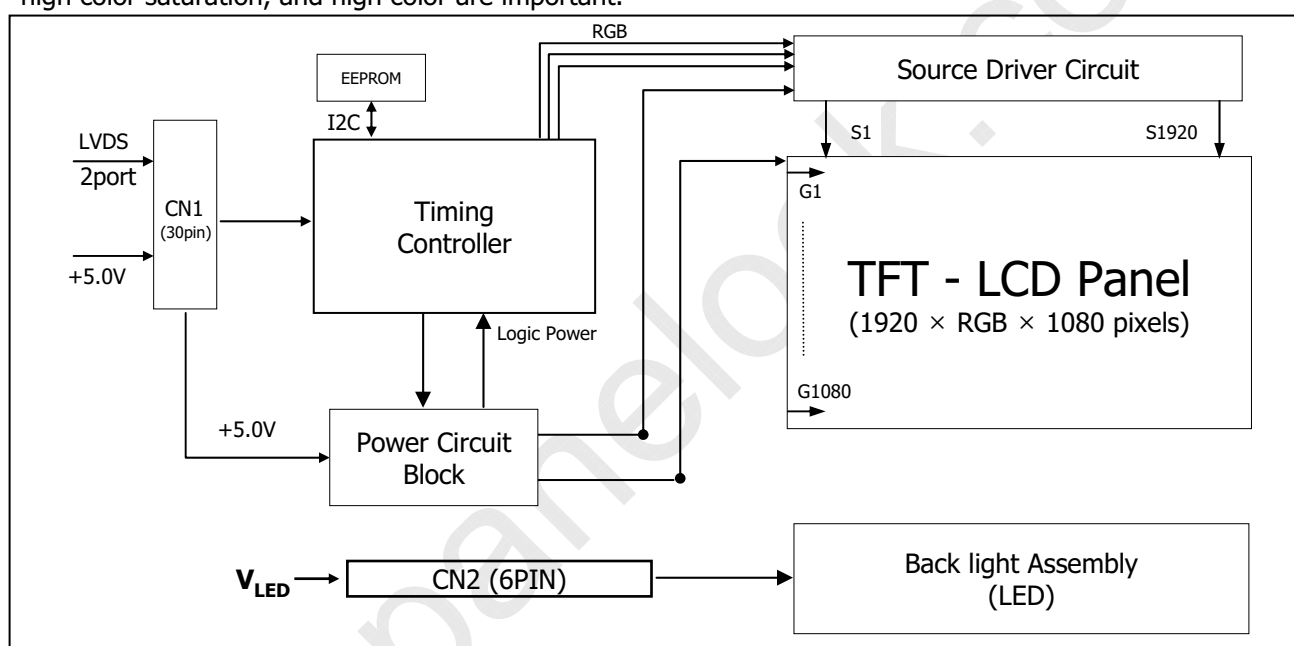 high color saturation, and high color are important.
RGB
EEPROM
I2C
Source Driver Circuit
S1
S1920
LVDS
2port
CN1
(30pin)
+5.0V
Timing
Controller
G1
TFT - LCD Panel
(1920 × RGB × 1080 pixels)
G1080
Logic Power
+5.0V
Power Circuit
Block
VLED
CN2 (6PIN)
Back light Assembly
(LED)
panelook.co